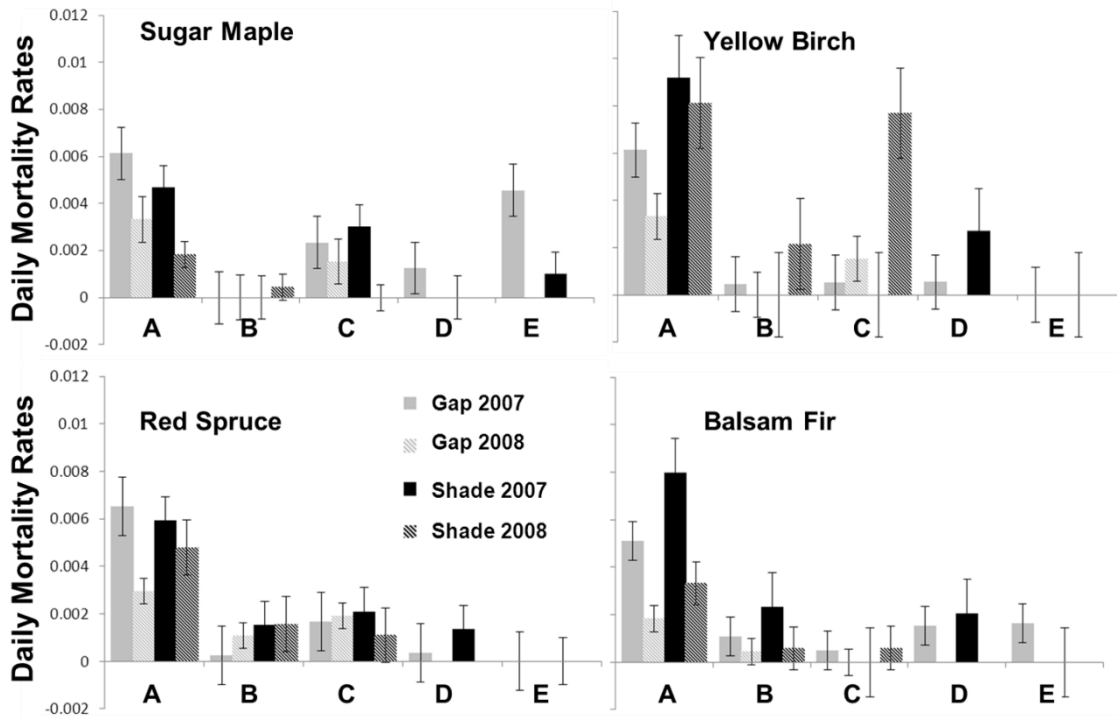 Sugar Maple
Yellow Birch
Daily Mortality Rates
0.012
0.01
0.008
0.006
0.004
0.002
0
-0.002
A B C D E
A B C D E
Red Spruce
Balsam Fir
Daily Mortality Rates
0.012
0.01
0.008
0.006
0.004
0.002
0
-0.002
Gap 2007
Gap 2008
Shade 2007
Shade 2008
A B C D E
A B C D E